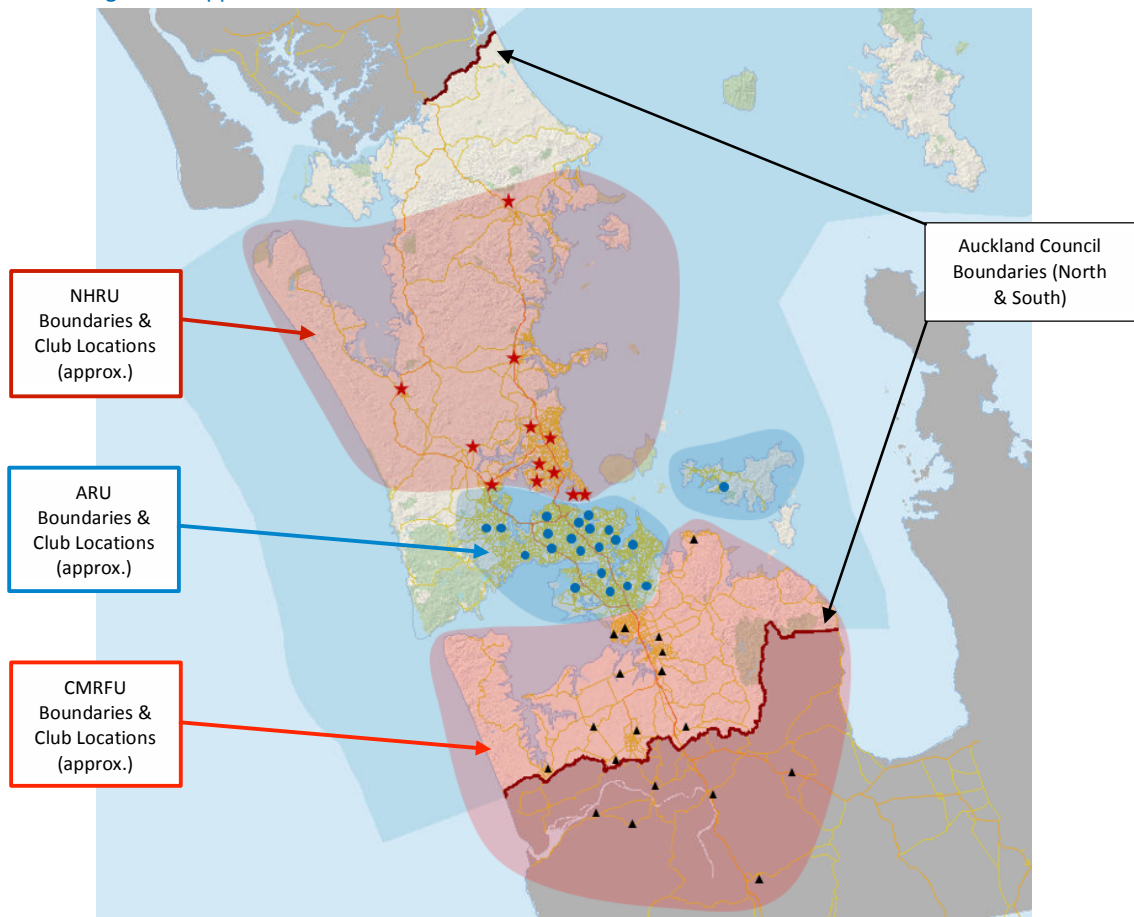 Auckland Council
Boundaries (North
& South)
NHRU
Boundaries &
Club Locations
(approx.)
ARU
Boundaries &
Club Locations
(approx.)
CMRFU
Boundaries &
Club Locations
(approx.)